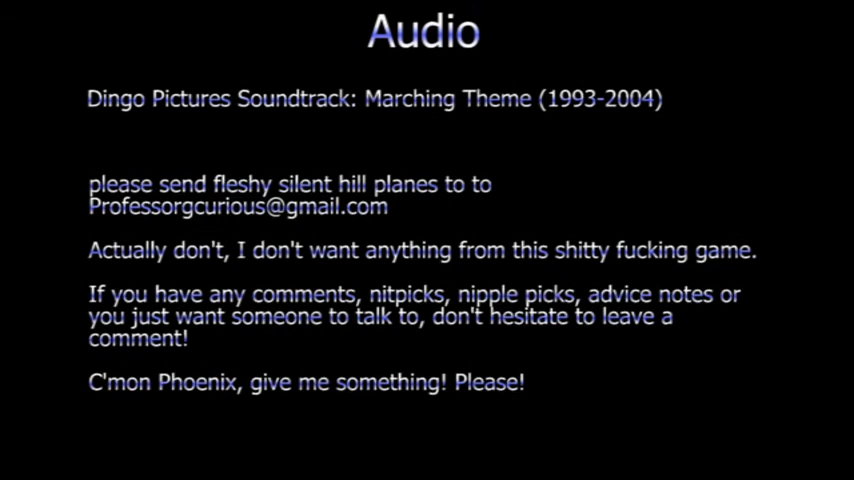 Audio
Dingo Pictures Soundtrack: Marching Theme (1993-2004)
please send fleshy silent hill planes to to
Professorgcurious@gmail.com
Actually don't, I don't want anything from this shitty fucking game.
If you have any comments, nitpicks, nipple picks, advice notes or
you just want someone to talk to, don't hesitate to leave a
comment!
C'mon Phoenix, give me something! Please!